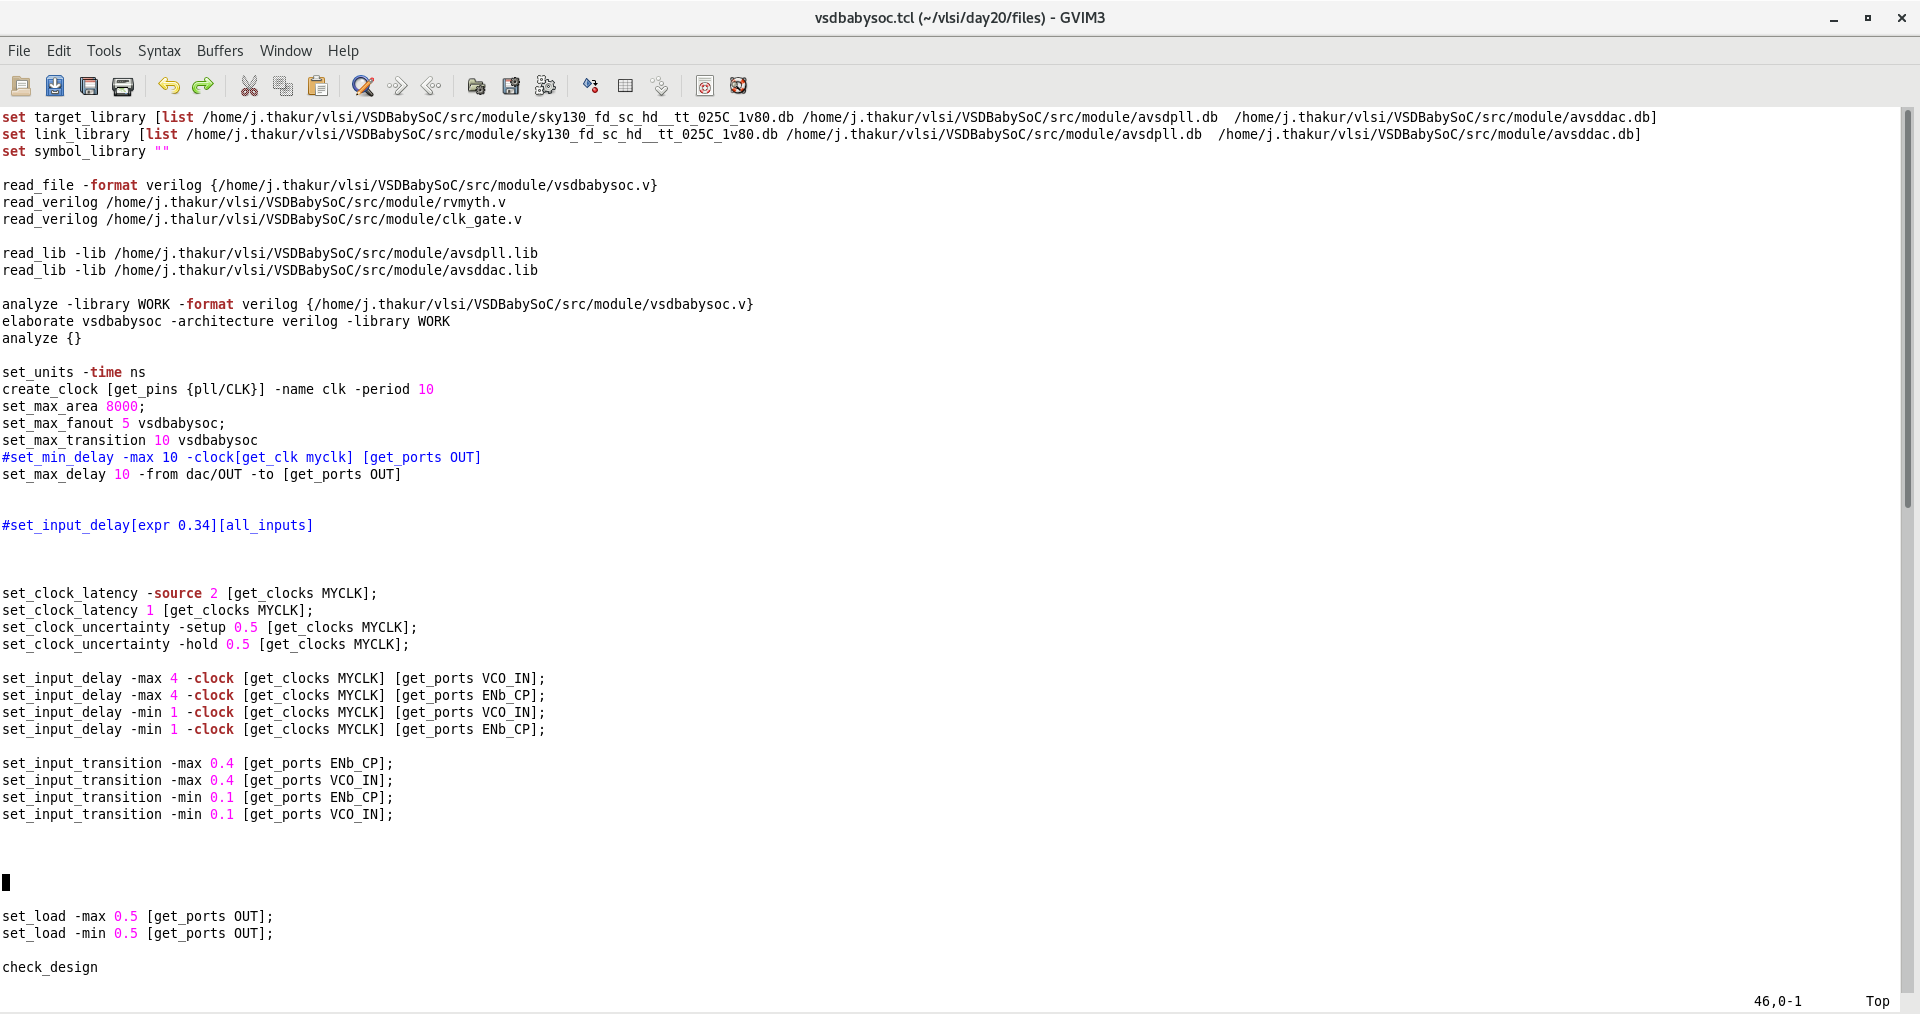 vsdbabysoc.tcl (~/vlsi/day20/files) - GVIM3
File Edit Tools Syntax Buffers Window Help
set target_library [list /home/j.thakur/vlsi/VSDBabySoC/src/module/sky130_fd_sc_hd__tt_025C_1v80.db /home/j.thakur/vlsi/VSDBabySoC/src/module/avsdpll.db  /home/j.thakur/vlsi/VSDBabySoC/src/module/avsddac.db]
set link_library [list /home/j.thakur/vlsi/VSDBabySoC/src/module/sky130_fd_sc_hd__tt_025C_1v80.db /home/j.thakur/vlsi/VSDBabySoC/src/module/avsdpll.db  /home/j.thakur/vlsi/VSDBabySoC/src/module/avsddac.db]
set symbol_library ""
read_file -format verilog {/home/j.thakur/vlsi/VSDBabySoC/src/module/vsdbabysoc.v}
read_verilog /home/j.thakur/vlsi/VSDBabySoC/src/module/rvmyth.v
read_verilog /home/j.thalur/vlsi/VSDBabySoC/src/module/clk_gate.v
read_lib -lib /home/j.thakur/vlsi/VSDBabySoC/src/module/avsdpll.lib
read_lib -lib /home/j.thakur/vlsi/VSDBabySoC/src/module/avsddac.lib
analyze -library WORK -format verilog {/home/j.thakur/vlsi/VSDBabySoC/src/module/vsdbabysoc.v}
elaborate vsdbabysoc -architecture verilog -library WORK
analyze {}
set_units -time ns
create_clock [get_pins {pll/CLK}] -name clk -period 10
set_max_area 8000;
set_max_fanout 5 vsdbabysoc;
set_max_transition 10 vsdbabysoc
#set_min_delay -max 10 -clock[get_clk myclk] [get_ports OUT]
set_max_delay 10 -from dac/OUT -to [get_ports OUT]
#set_input_delay[expr 0.34][all_inputs]
set_clock_latency -source 2 [get_clocks MYCLK];
set_clock_latency 1 [get_clocks MYCLK];
set_clock_uncertainty -setup 0.5 [get_clocks MYCLK];
set_clock_uncertainty -hold 0.5 [get_clocks MYCLK];
set_input_delay -max 4 -clock [get_clocks MYCLK] [get_ports VCO_IN];
set_input_delay -max 4 -clock [get_clocks MYCLK] [get_ports ENb_CP];
set_input_delay -min 1 -clock [get_clocks MYCLK] [get_ports VCO_IN];
set_input_delay -min 1 -clock [get_clocks MYCLK] [get_ports ENb_CP];
set_input_transition -max 0.4 [get_ports ENb_CP];
set_input_transition -max 0.4 [get_ports VCO_IN];
set_input_transition -min 0.1 [get_ports ENb_CP];
set_input_transition -min 0.1 [get_ports VCO_IN];
set_load -max 0.5 [get_ports OUT];
set_load -min 0.5 [get_ports OUT];
check_design
46,0-1 Top